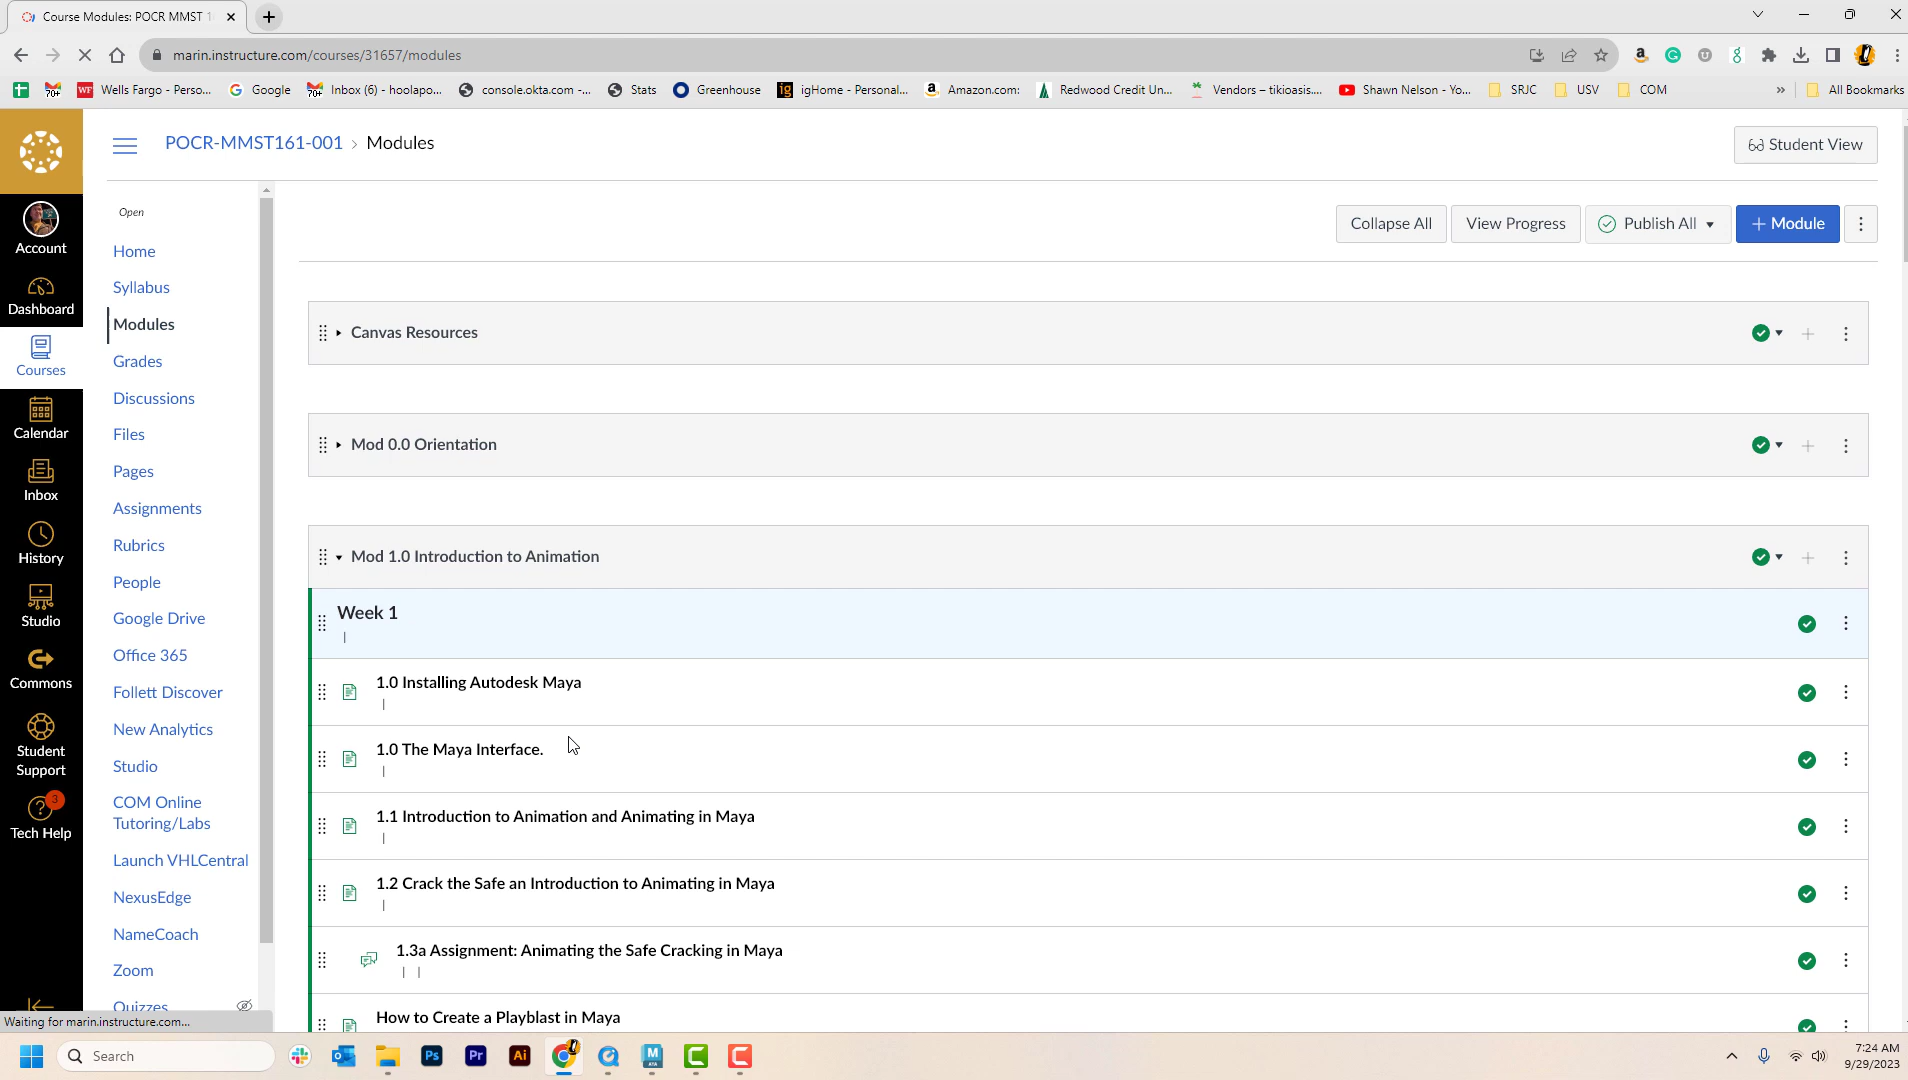 Course Modules: POCR MMST 1
marin.instructure.com/courses/31657/modules
Wells Fargo - Perso...
Google
Inbox (6) - hoolapo...
console.okta.com -...
Stats
Greenhouse
igHome - Personal...
Amazon.com:
Redwood Credit Un...
Vendors – tikioasis....
Shawn Nelson - Yo...
SRJC
USV
COM
»
All Bookmarks
POCR-MMST161-001 › Modules
Student View
Account
Dashboard
Courses
Calendar
Inbox
History
Studio
Commons
Student
Support
3
Tech Help
Open
Home
Syllabus
Modules
Grades
Discussions
Files
Pages
Assignments
Rubrics
People
Google Drive
Office 365
Follett Discover
New Analytics
Studio
COM Online
Tutoring/Labs
Launch VHLCentral
NexusEdge
NameCoach
Zoom
Quizzes
Collapse All
View Progress
Publish All
+ Module
Canvas Resources
Mod 0.0 Orientation
Mod 1.0 Introduction to Animation
Week 1
|
1.0 Installing Autodesk Maya
|
1.0 The Maya Interface.
|
1.1 Introduction to Animation and Animating in Maya
|
1.2 Crack the Safe an Introduction to Animating in Maya
|
1.3a Assignment: Animating the Safe Cracking in Maya
| |
How to Create a Playblast in Maya
Waiting for marin.instructure.com...
Search
Ps
Pr
Ai
M
7:24 AM
9/29/2023